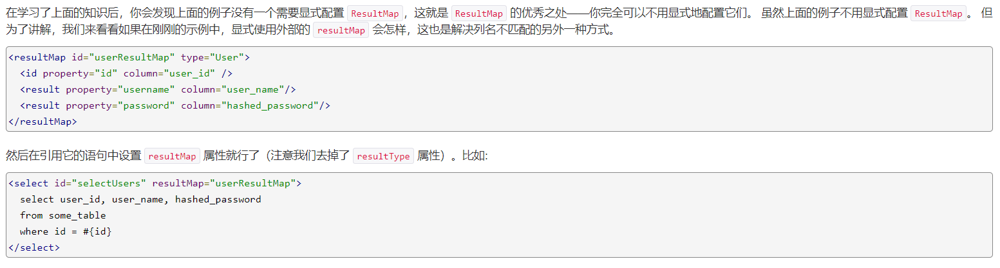 在学习了上面的知识后，你会发现上面的例子没有一个需要显式配置 ResultMap，这就是 ResultMap 的优秀之处——你完全可以不用显式地配置它们。 虽然上面的例子不用显式配置 ResultMap。 但
为了讲解，我们来看看如果在刚刚的示例中，显式使用外部的 resultMap 会怎样，这也是解决列名不匹配的另外一种方式。
<resultMap id="userResultMap" type="User">
  <id property="id" column="user_id" />
  <result property="username" column="user_name"/>
  <result property="password" column="hashed_password"/>
</resultMap>
然后在引用它的语句中设置 resultMap 属性就行了（注意我们去掉了 resultType 属性）。比如:
<select id="selectUsers" resultMap="userResultMap">
  select user_id, user_name, hashed_password
  from some_table
  where id = #{id}
</select>